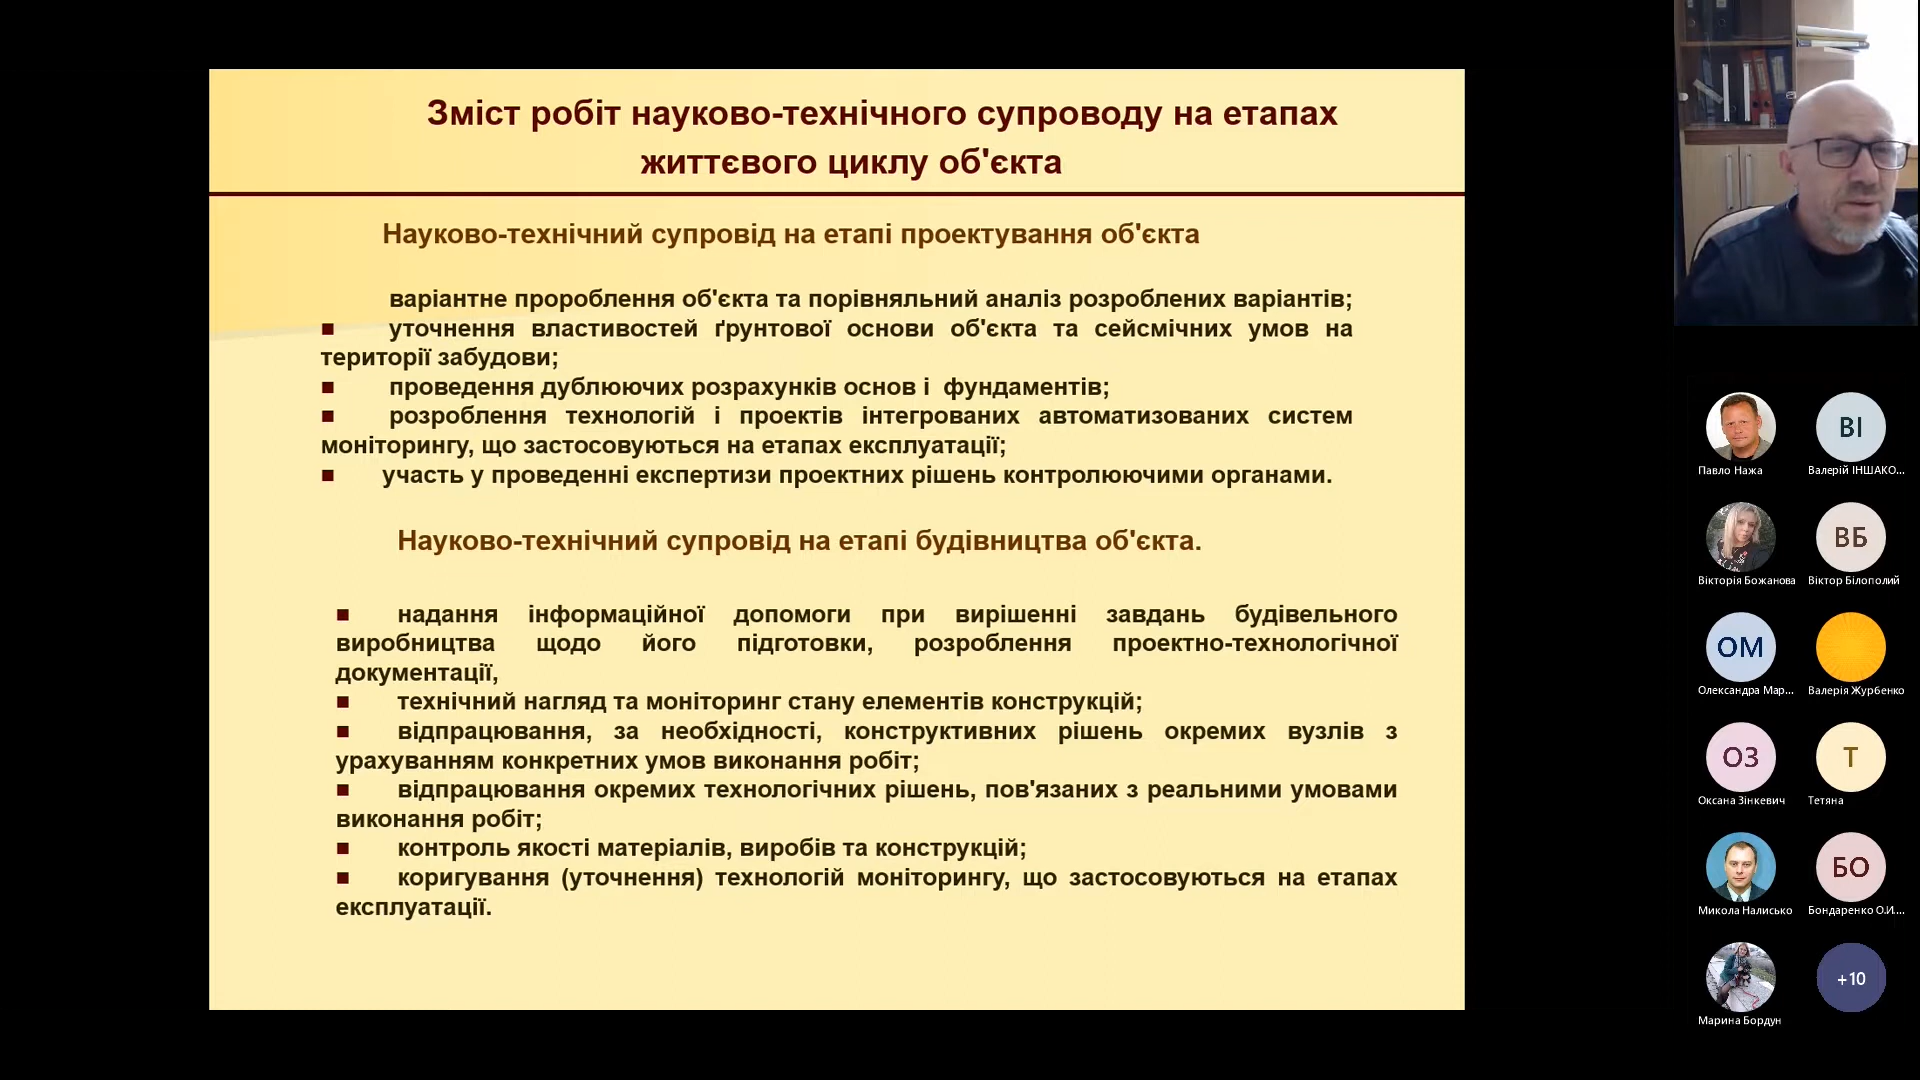 Зміст робіт науково-технічного супроводу на етапах
життєвого циклу об'єкта
Науково-технічний супровід на етапі проектування об'єкта
варіантне пророблення об'єкта та порівняльний аналіз розроблених варіантів;
уточнення властивостей ґрунтової основи об'єкта та сейсмічних умов на
території забудови;
проведення дублюючих розрахунків основ і фундаментів;
розроблення технологій і проектів інтегрованих автоматизованих систем
моніторингу, що застосовуються на етапах експлуатації;
участь у проведенні експертизи проектних рішень контролюючими органами.
Науково-технічний супровід на етапі будівництва об'єкта.
надання інформаційної допомоги при вирішенні завдань будівельного
виробництва щодо його підготовки, розроблення проектно-технологічної
документації,
технічний нагляд та моніторинг стану елементів конструкцій;
відпрацювання, за необхідності, конструктивних рішень окремих вузлів з
урахуванням конкретних умов виконання робіт;
відпрацювання окремих технологічних рішень, пов'язаних з реальними умовами
виконання робіт;
контроль якості матеріалів, виробів та конструкцій;
коригування (уточнення) технологій моніторингу, що застосовуються на етапах
експлуатації.
Павло Нажа
ВІ
Валерій ІНШАКО...
Вікторія Божанова
ВБ
Віктор Білополий
ОМ
Олександра Мар...
Валерія Журбенко
ОЗ
Оксана Зінкевич
Т
Тетяна
Микола Налисько
БО
Бондаренко О.И....
Марина Бордун
+10